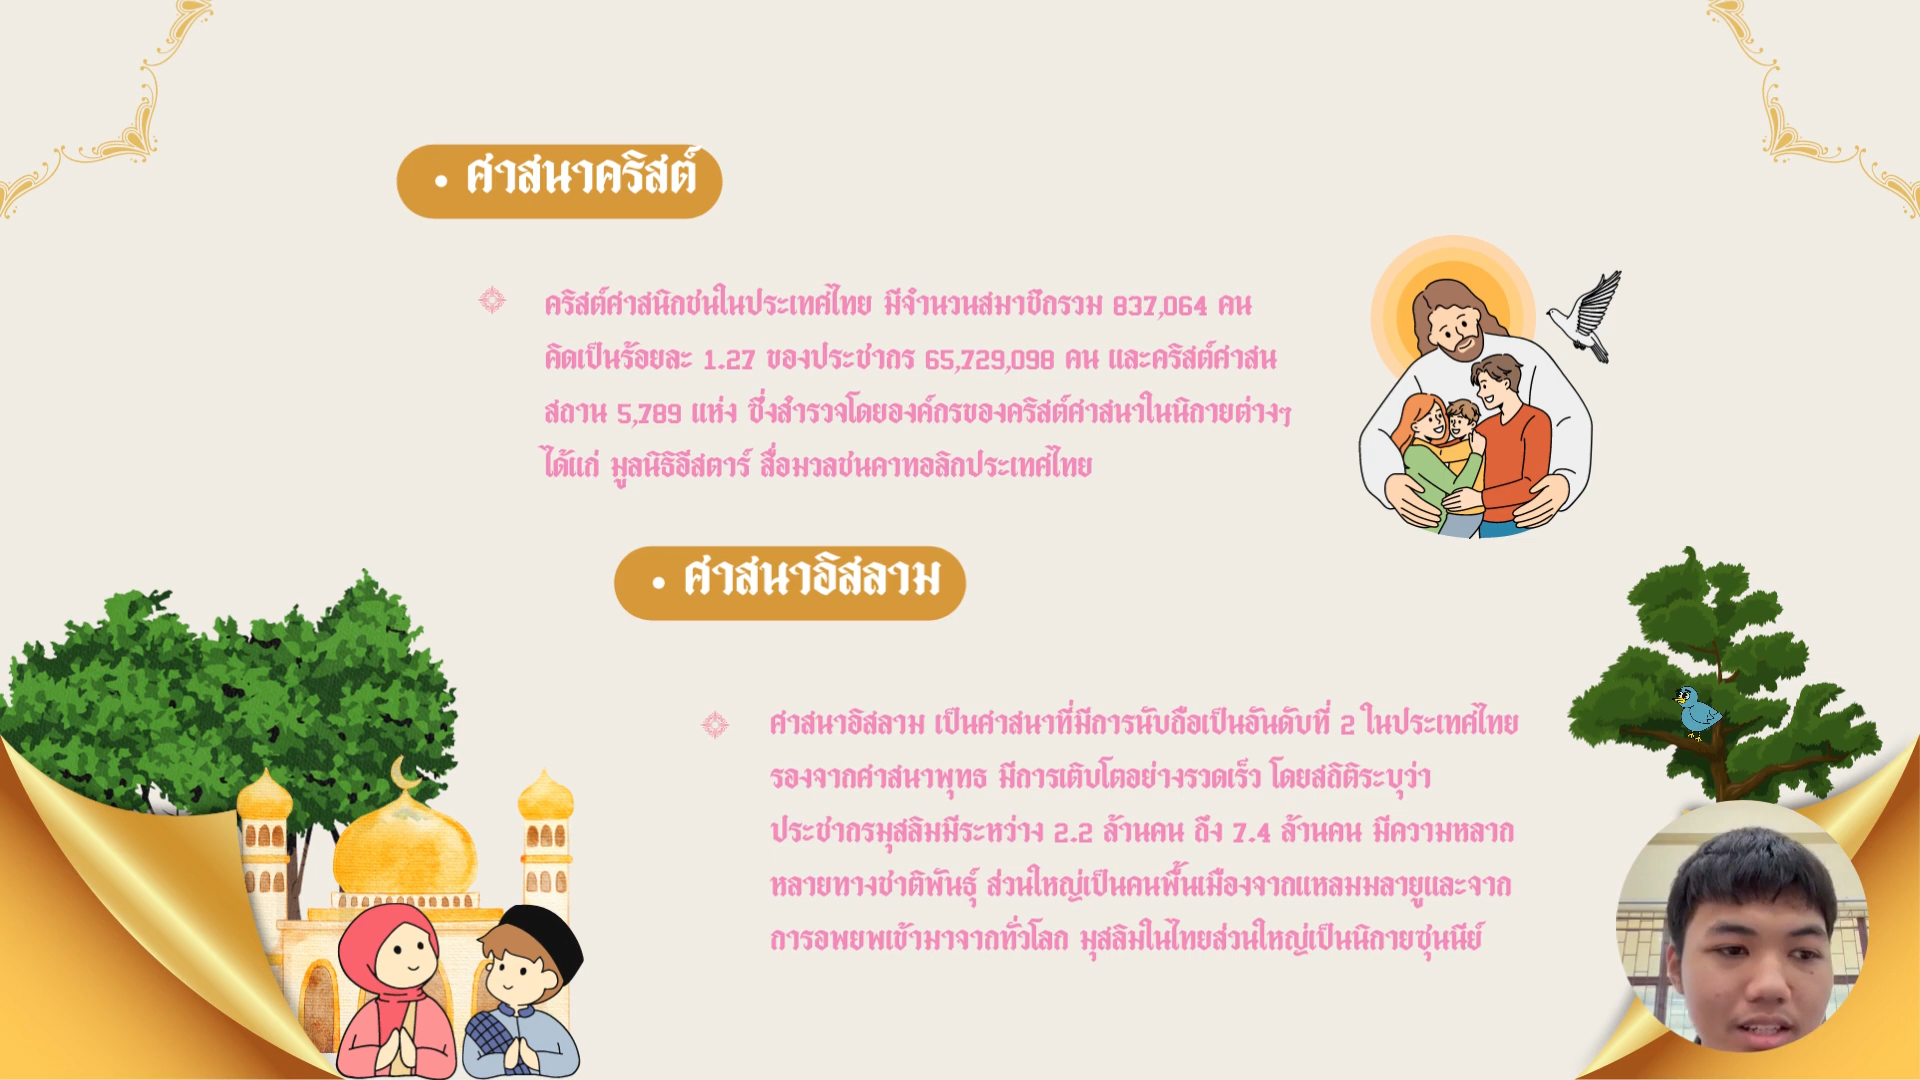 • ศาสนาคริสต์
คริสต์ศาสนิกชนในประเทศไทย มีจำนวนสมาชิกรวม 837,064 คน
คิดเป็นร้อยละ 1.27 ของประชากร 65,729,098 คน และคริสต์ศาสน
สถาน 5,789 แห่ง ซึ่งสำรวจโดยองค์กรของคริสต์ศาสนาในนิกายต่างๆ
ได้แก่ มูลนิธิอีสตาร์ สื่อมวลชนคาทอลิกประเทศไทย
• ศาสนาอิสลาม
ศาสนาอิสลาม เป็นศาสนาที่มีการนับถือเป็นอันดับที่ 2 ในประเทศไทย
รองจากศาสนาพุทธ มีการเติบโตอย่างรวดเร็ว โดยสถิติระบุว่า
ประชากรมุสลิมมีระหว่าง 2.2 ล้านคน ถึง 7.4 ล้านคน มีความหลาก
หลายทางชาติพันธุ์ ส่วนใหญ่เป็นคนพื้นเมืองจากแหลมมลายูและจาก
การอพยพเข้ามาจากทั่วโลก มุสลิมในไทยส่วนใหญ่เป็นนิกายซุนนีย์